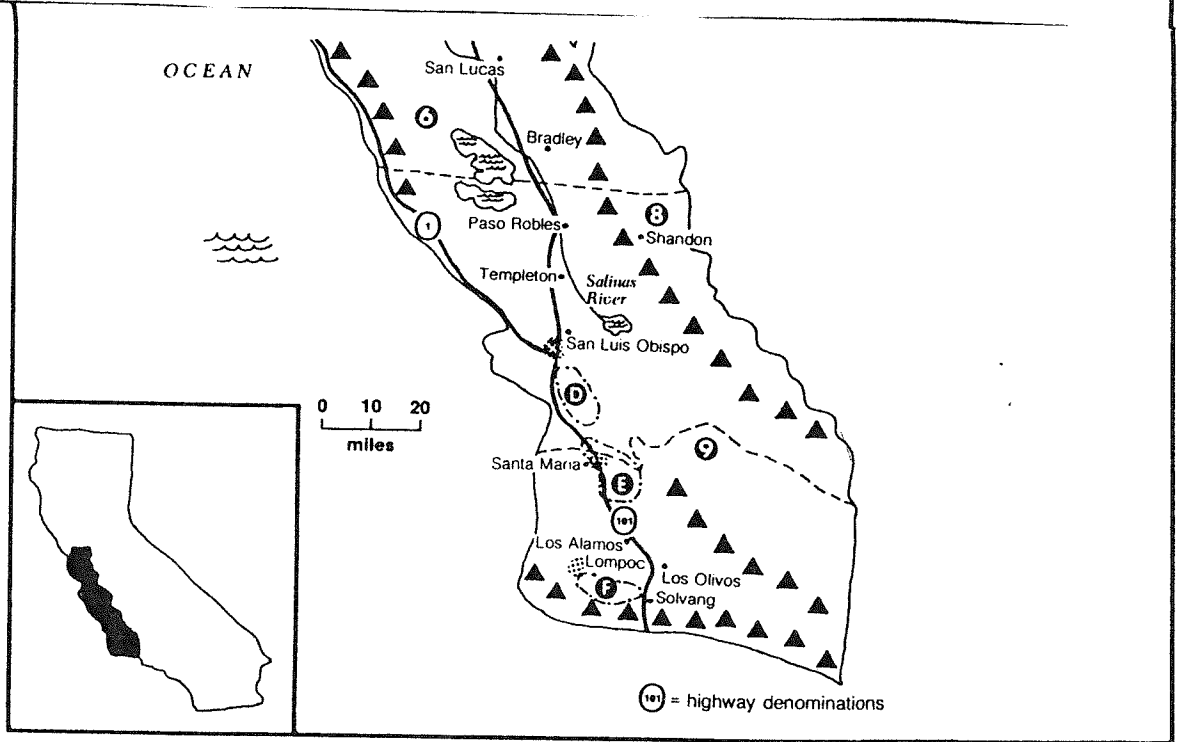 OCEAN
San Lucas
6
Bradley
8
1
Paso Robles
Shandon
Templeton
Salinas
River
San Luis Obispo
D
0 10 20
miles
9
Santa Maria
E
101
Los Alamos
Lompoc
Los Olivos
F
Solvang
101 = highway denominations